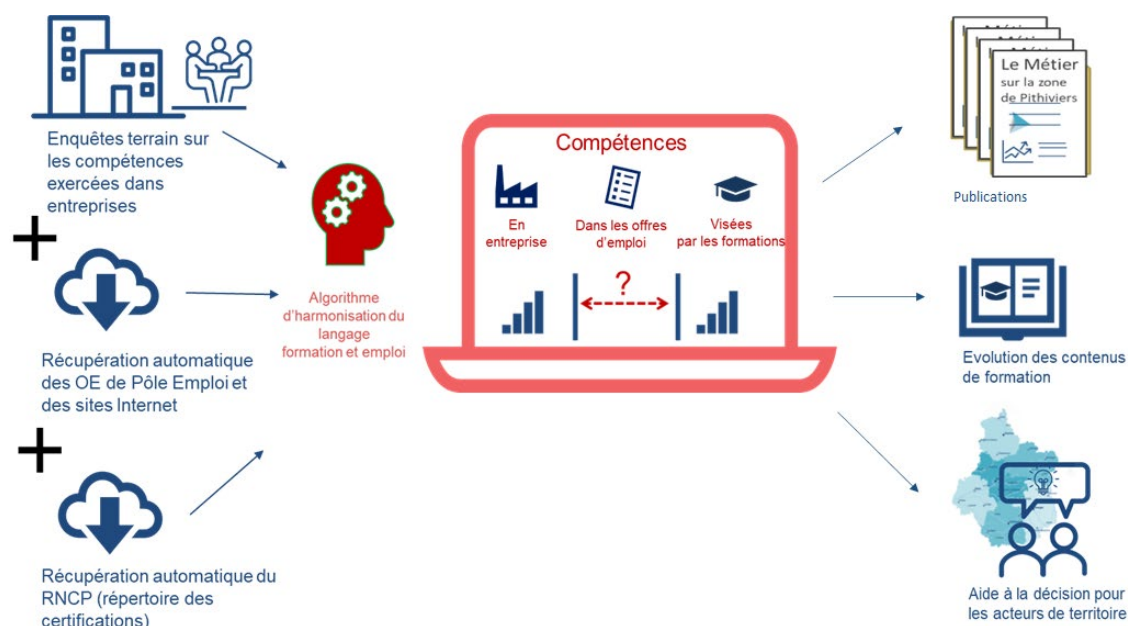 Enquêtes terrain sur
les compétences
exercées dans
entreprises
Récupération automatique
des OE de Pôle Emploi et
des sites Internet
Récupération automatique du
RNCP (répertoire des
certifications)
Algorithme
d'harmonisation du
langage
formation et emploi
Compétences
En
entreprise
Dans les offres
d'emploi
Visées
par les formations
?
Le Métier
sur la zone
de Pithiviers
Publications
Evolution des contenus
de formation
Aide à la décision pour
les acteurs de territoire